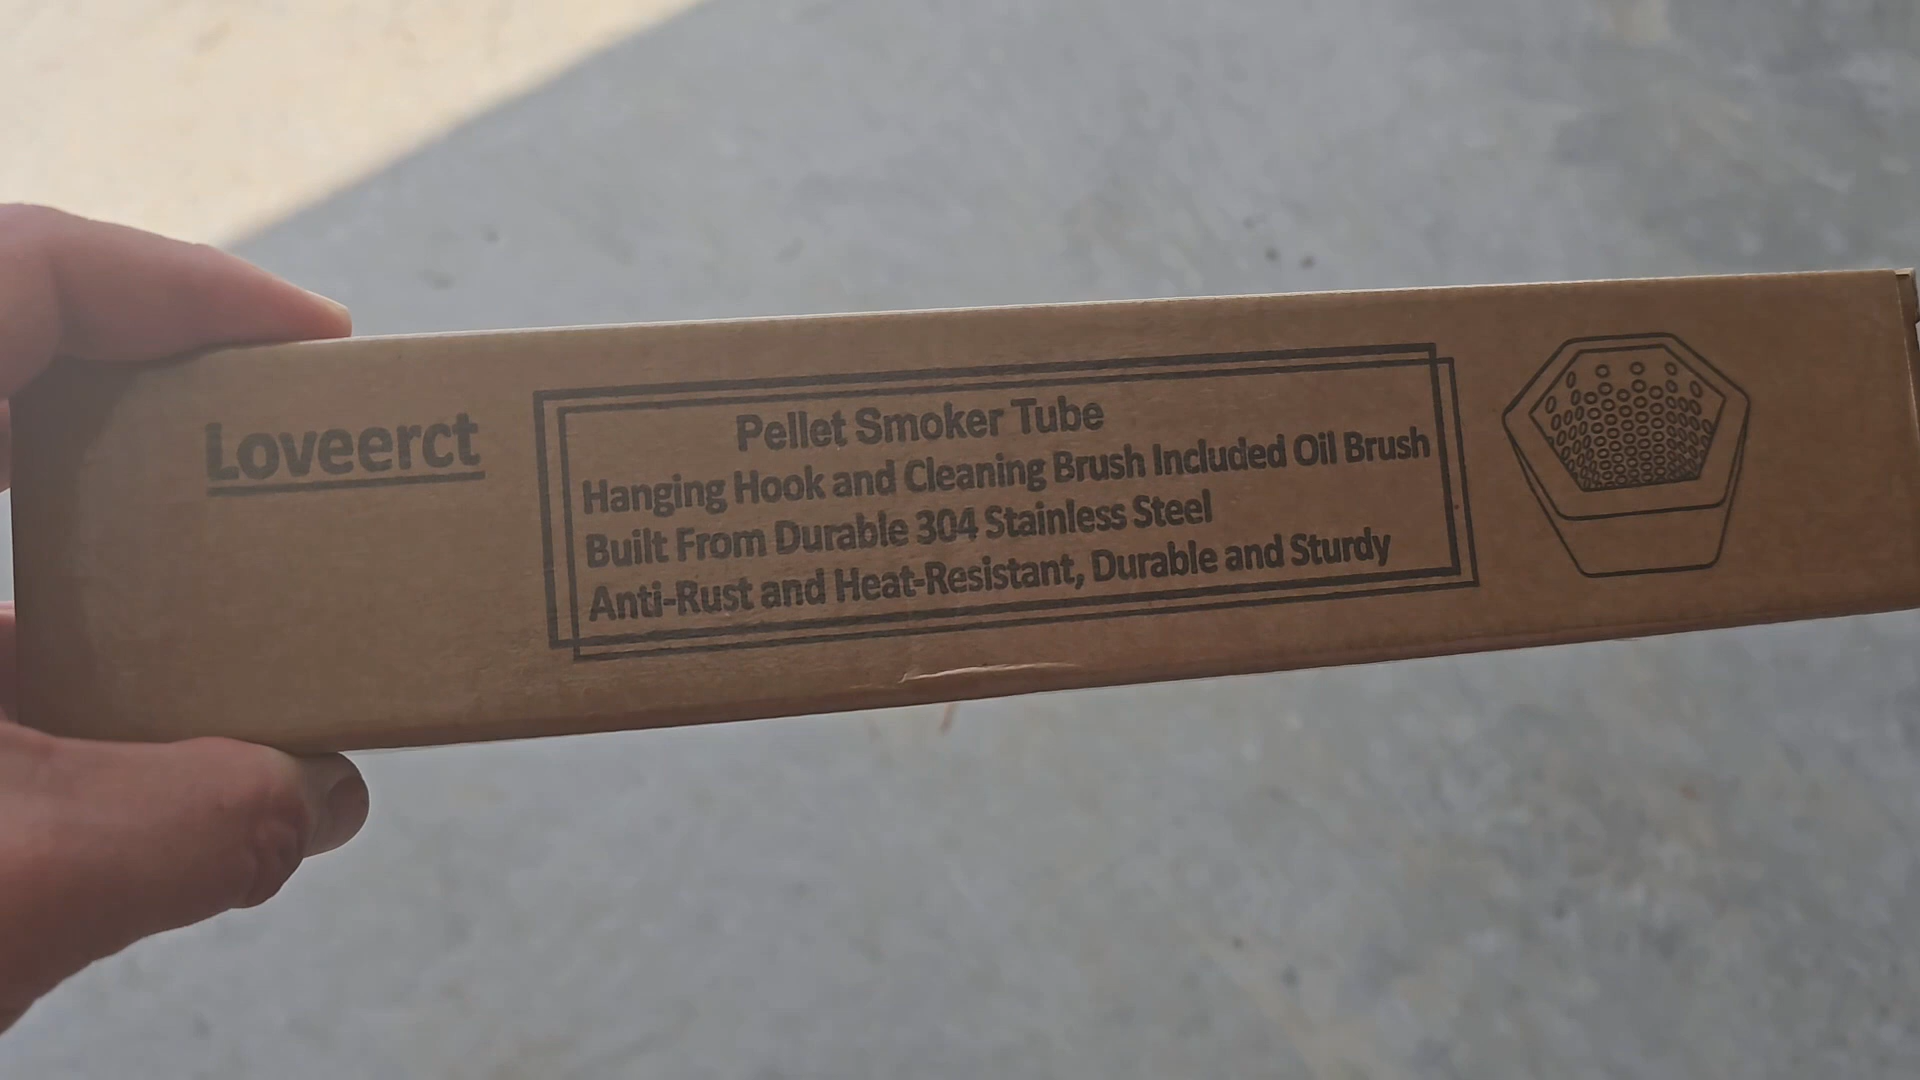 Loveerct
Pellet Smoker Tube
Hanging Hook and Cleaning Brush Included Oil Brush
Built From Durable 304 Stainless Steel
Anti-Rust and Heat-Resistant, Durable and Sturdy